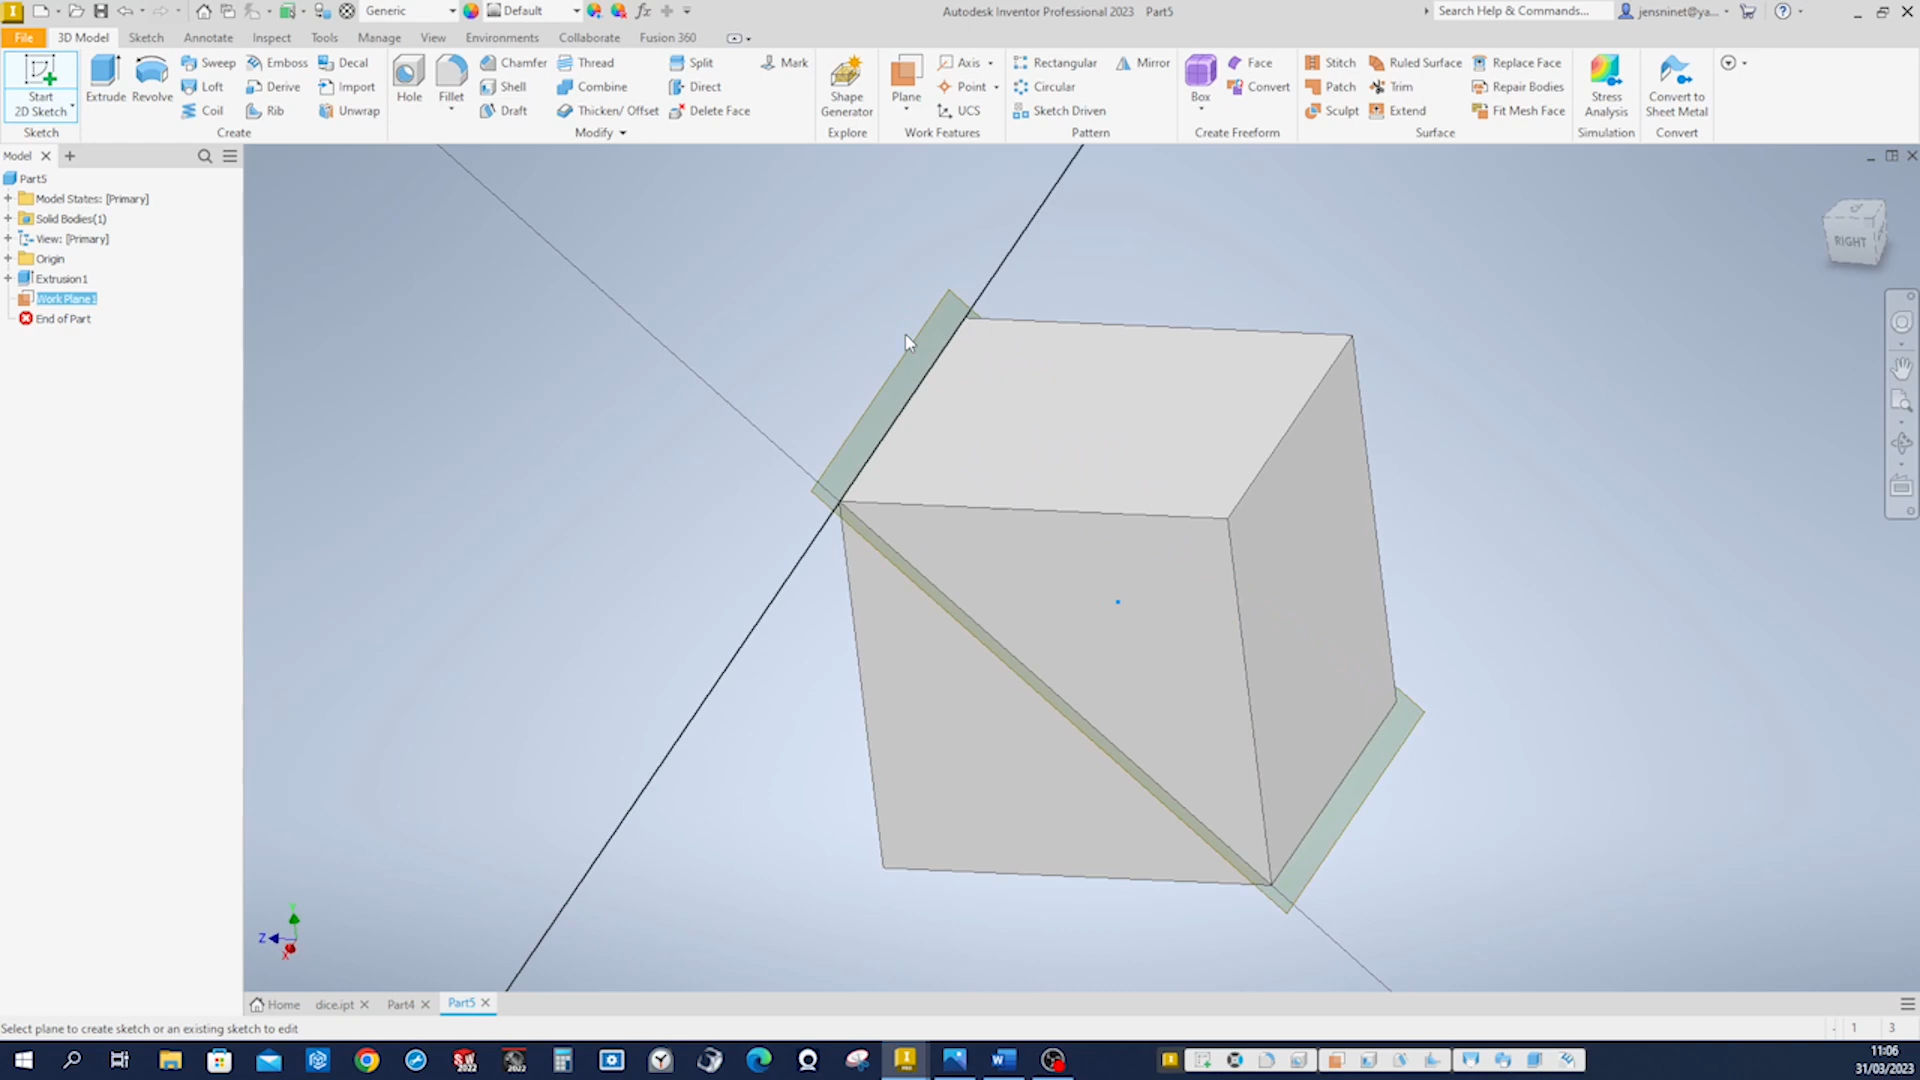 Generic
Default
Autodesk Inventor Professional 2023 Part5
Search Help & Commands...
jensninet@ya...
File
3D Model
Sketch
Annotate
Inspect
Tools
Manage
View
Environments
Collaborate
Fusion 360
Start
2D Sketch
Sketch
Extrude
Revolve
Sweep
Loft
Coil
Emboss
Derive
Rib
Decal
Import
Unwrap
Create
Hole
Fillet
Chamfer
Shell
Draft
Thread
Combine
Thicken/ Offset
Split
Direct
Delete Face
Mark
Modify
Shape
Generator
Explore
Plane
Axis
Point
UCS
Work Features
Rectangular
Circular
Sketch Driven
Mirror
Pattern
Box
Face
Convert
Create Freeform
Stitch
Patch
Sculpt
Ruled Surface
Trim
Extend
Replace Face
Repair Bodies
Fit Mesh Face
Surface
Stress
Analysis
Simulation
Convert to
Sheet Metal
Convert
Model
Part5
Model States: [Primary]
Solid Bodies(1)
View: [Primary]
Origin
Extrusion1
Work Plane1
End of Part
RIGHT
Z
X
Home
dice.ipt
Part4
Part5
Select plane to create sketch or an existing sketch to edit
1
3
11:06
31/03/2023